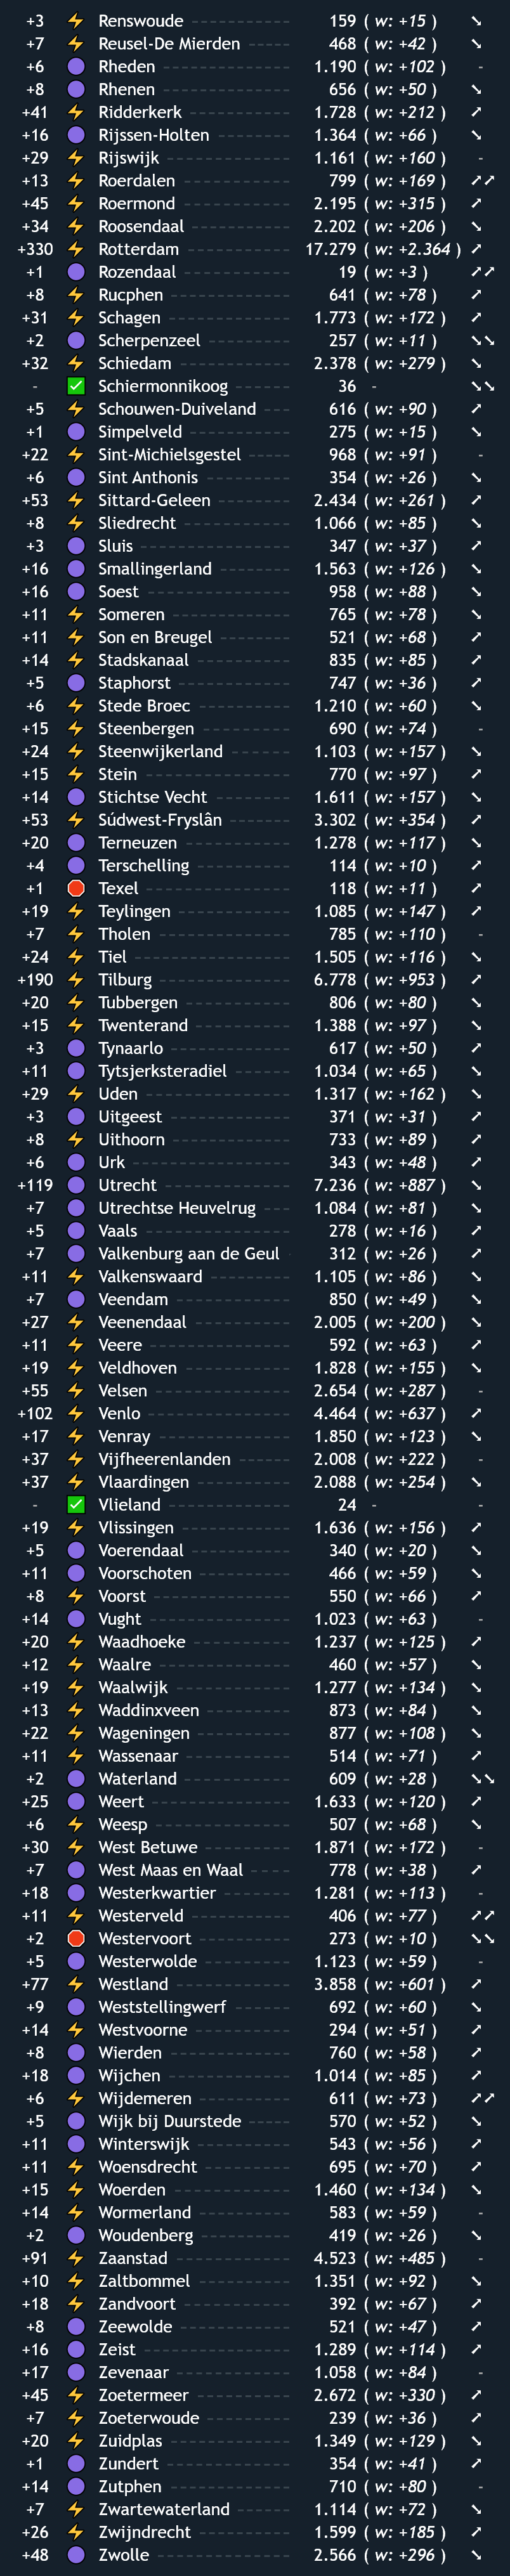 +3 ⚡ Renswoude 159 ( w: +15 ) ↘
+7 ⚡ Reusel-De Mierden 468 ( w: +42 ) ↘
+6 Rheden 1.190 ( w: +102 ) -
+8 Rhenen 656 ( w: +50 ) ↘
+41 ⚡ Ridderkerk 1.728 ( w: +212 ) ↗
+16 Rijssen-Holten 1.364 ( w: +66 ) ↘
+29 ⚡ Rijswijk 1.161 ( w: +160 ) -
+13 ⚡ Roerdalen 799 ( w: +169 ) ↗↗
+45 ⚡ Roermond 2.195 ( w: +315 ) ↗
+34 ⚡ Roosendaal 2.202 ( w: +206 ) ↘
+330 ⚡ Rotterdam 17.279 ( w: +2.364 ) ↗
+1 Rozendaal 19 ( w: +3 ) ↗↗
+8 ⚡ Rucphen 641 ( w: +78 ) ↗
+31 ⚡ Schagen 1.773 ( w: +172 ) ↗
+2 Scherpenzeel 257 ( w: +11 ) ↘↘
+32 ⚡ Schiedam 2.378 ( w: +279 ) ↘
- ✅ Schiermonnikoog 36 - ↘↘
+5 ⚡ Schouwen-Duiveland 616 ( w: +90 ) ↗
+1 Simpelveld 275 ( w: +15 ) ↘
+22 ⚡ Sint-Michielsgestel 968 ( w: +91 ) -
+6 Sint Anthonis 354 ( w: +26 ) ↘
+53 ⚡ Sittard-Geleen 2.434 ( w: +261 ) ↗
+8 ⚡ Sliedrecht 1.066 ( w: +85 ) ↘
+3 Sluis 347 ( w: +37 ) ↗
+16 Smallingerland 1.563 ( w: +126 ) ↘
+16 Soest 958 ( w: +88 ) ↘
+11 ⚡ Someren 765 ( w: +78 ) ↘
+11 ⚡ Son en Breugel 521 ( w: +68 ) ↗
+14 ⚡ Stadskanaal 835 ( w: +85 ) ↗
+5 Staphorst 747 ( w: +36 ) ↗
+6 ⚡ Stede Broec 1.210 ( w: +60 ) ↘
+15 ⚡ Steenbergen 690 ( w: +74 ) -
+24 ⚡ Steenwijkerland 1.103 ( w: +157 ) ↘
+15 ⚡ Stein 770 ( w: +97 ) ↗
+14 Stichtse Vecht 1.611 ( w: +157 ) ↘
+53 ⚡ Súdwest-Fryslân 3.302 ( w: +354 ) ↗
+20 Terneuzen 1.278 ( w: +117 ) ↘
+4 Terschelling 114 ( w: +10 ) ↗
+1 Texel 118 ( w: +11 ) ↗
+19 ⚡ Teylingen 1.085 ( w: +147 ) ↗
+7 ⚡ Tholen 785 ( w: +110 ) -
+24 ⚡ Tiel 1.505 ( w: +116 ) ↘
+190 ⚡ Tilburg 6.778 ( w: +953 ) ↗
+20 ⚡ Tubbergen 806 ( w: +80 ) ↘
+15 ⚡ Twenterand 1.388 ( w: +97 ) ↘
+3 Tynaarlo 617 ( w: +50 ) ↗
+11 Tytsjerksteradiel 1.034 ( w: +65 ) ↘
+29 ⚡ Uden 1.317 ( w: +162 ) ↘
+3 Uitgeest 371 ( w: +31 ) ↗
+8 ⚡ Uithoorn 733 ( w: +89 ) ↗
+6 Urk 343 ( w: +48 ) ↗
+119 Utrecht 7.236 ( w: +887 ) ↘
+7 Utrechtse Heuvelrug 1.084 ( w: +81 ) ↘
+5 Vaals 278 ( w: +16 ) ↗
+7 Valkenburg aan de Geul 312 ( w: +26 ) ↗
+11 ⚡ Valkenswaard 1.105 ( w: +86 ) ↘
+7 Veendam 850 ( w: +49 ) ↘
+27 ⚡ Veenendaal 2.005 ( w: +200 ) ↘
+11 ⚡ Veere 592 ( w: +63 ) ↗
+19 ⚡ Veldhoven 1.828 ( w: +155 ) ↘
+55 ⚡ Velsen 2.654 ( w: +287 ) -
+102 ⚡ Venlo 4.464 ( w: +637 ) ↗
+17 ⚡ Venray 1.850 ( w: +123 ) ↘
+37 ⚡ Vijfheerenlanden 2.008 ( w: +222 ) -
+37 ⚡ Vlaardingen 2.088 ( w: +254 ) ↘
- ✅ Vlieland 24 - -
+19 ⚡ Vlissingen 1.636 ( w: +156 ) ↗
+5 Voerendaal 340 ( w: +20 ) ↘
+11 Voorschoten 466 ( w: +59 ) ↘
+8 ⚡ Voorst 550 ( w: +66 ) ↗
+14 Vught 1.023 ( w: +63 ) -
+20 ⚡ Waadhoeke 1.237 ( w: +125 ) ↗
+12 ⚡ Waalre 460 ( w: +57 ) ↘
+19 ⚡ Waalwijk 1.277 ( w: +134 ) ↘
+13 ⚡ Waddinxveen 873 ( w: +84 ) ↘
+22 ⚡ Wageningen 877 ( w: +108 ) ↘
+11 ⚡ Wassenaar 514 ( w: +71 ) ↗
+2 Waterland 609 ( w: +28 ) ↘↘
+25 Weert 1.633 ( w: +120 ) ↗
+6 ⚡ Weesp 507 ( w: +68 ) ↘
+30 ⚡ West Betuwe 1.871 ( w: +172 ) -
+7 West Maas en Waal 778 ( w: +38 ) ↗
+18 Westerkwartier 1.281 ( w: +113 ) -
+11 ⚡ Westerveld 406 ( w: +77 ) ↗↗
+2 Westervoort 273 ( w: +10 ) ↘↘
+5 Westerwolde 1.123 ( w: +59 ) -
+77 ⚡ Westland 3.858 ( w: +601 ) ↗
+9 Weststellingwerf 692 ( w: +60 ) ↘
+14 ⚡ Westvoorne 294 ( w: +51 ) ↗
+8 Wierden 760 ( w: +58 ) ↗
+18 Wijchen 1.014 ( w: +85 ) ↗
+6 ⚡ Wijdemeren 611 ( w: +73 ) ↗↗
+5 Wijk bij Duurstede 570 ( w: +52 ) ↘
+11 Winterswijk 543 ( w: +56 ) ↗
+11 ⚡ Woensdrecht 695 ( w: +70 ) ↗
+15 ⚡ Woerden 1.460 ( w: +134 ) ↘
+14 ⚡ Wormerland 583 ( w: +59 ) -
+2 Woudenberg 419 ( w: +26 ) ↘
+91 ⚡ Zaanstad 4.523 ( w: +485 ) -
+10 ⚡ Zaltbommel 1.351 ( w: +92 ) ↘
+18 ⚡ Zandvoort 392 ( w: +67 ) ↗
+8 Zeewolde 521 ( w: +47 ) ↗
+16 Zeist 1.289 ( w: +114 ) ↗
+17 Zevenaar 1.058 ( w: +84 ) -
+45 ⚡ Zoetermeer 2.672 ( w: +330 ) ↗
+7 ⚡ Zoeterwoude 239 ( w: +36 ) ↗
+20 ⚡ Zuidplas 1.349 ( w: +129 ) ↘
+1 Zundert 354 ( w: +41 ) ↗
+14 Zutphen 710 ( w: +80 ) -
+7 ⚡ Zwartewaterland 1.114 ( w: +72 ) ↘
+26 ⚡ Zwijndrecht 1.599 ( w: +185 ) ↗
+48 Zwolle 2.566 ( w: +296 ) ↘